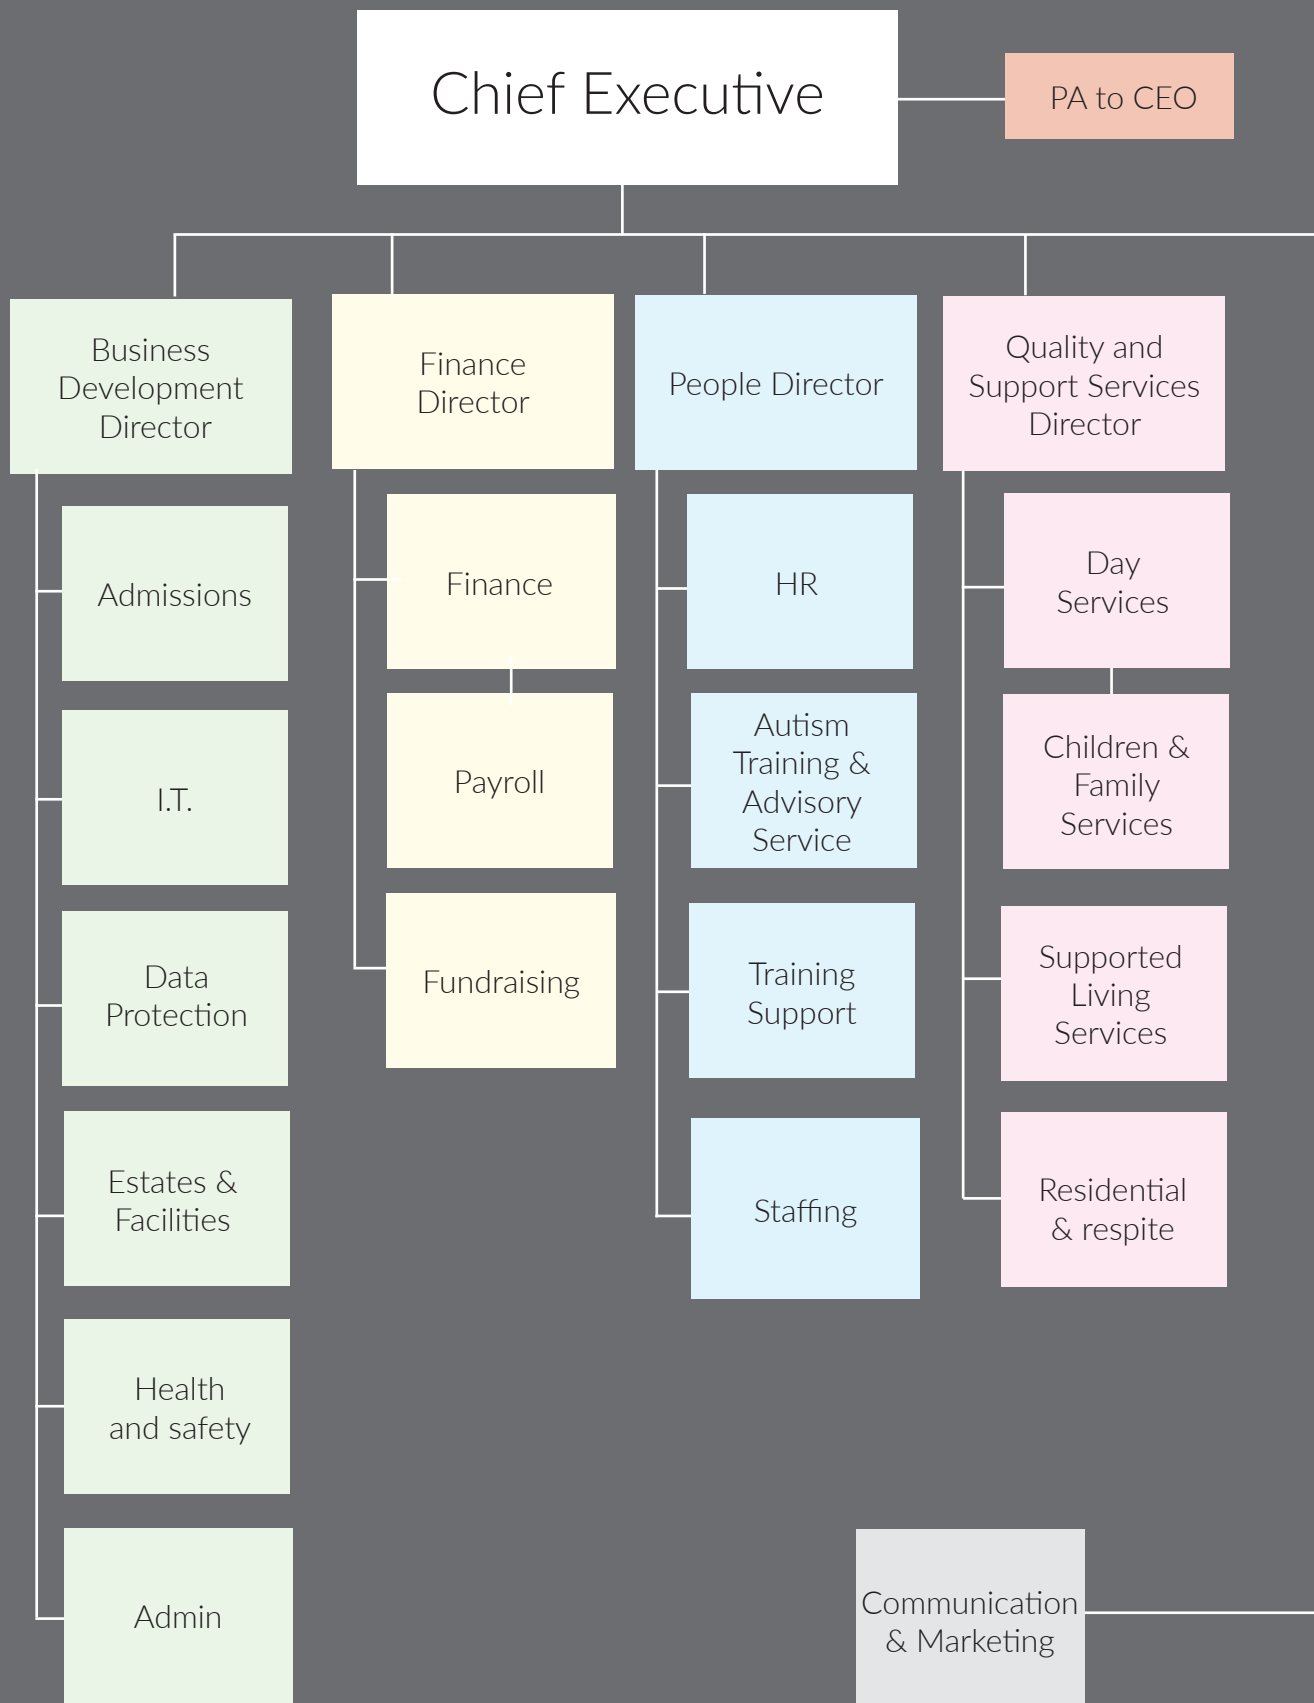 Chief Executive
PA to CEO
Business
Development
Director
Admissions
I.T.
Data
Protection
Estates &
Facilities
Health
and safety
Admin
Finance
Director
Finance
Payroll
Fundraising
People Director
HR
Autism
Training &
Advisory
Service
Training
Support
Staffing
Quality and
Support Services
Director
Day
Services
Children &
Family
Services
Supported
Living
Services
Residential
& respite
Communication
& Marketing